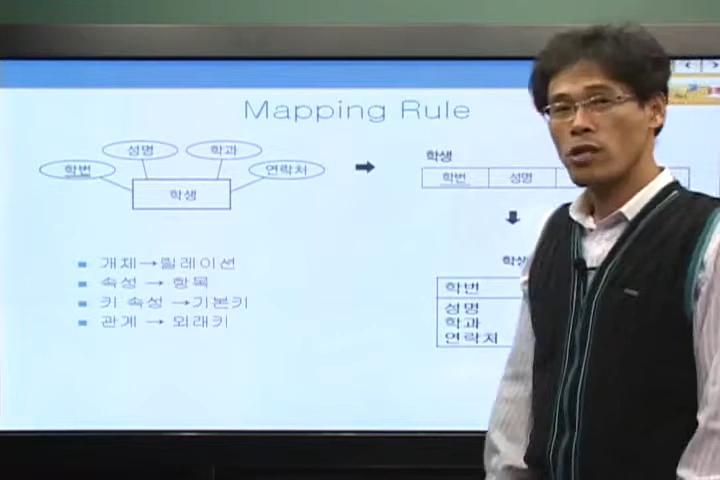 Mapping Rule
성명 학과
학번 연락처
학생
학생
학번 성명
개체→릴레이션
속성 → 항목
키 속성 →기본키
관계 → 외래키
학번
성명
학과
연락처